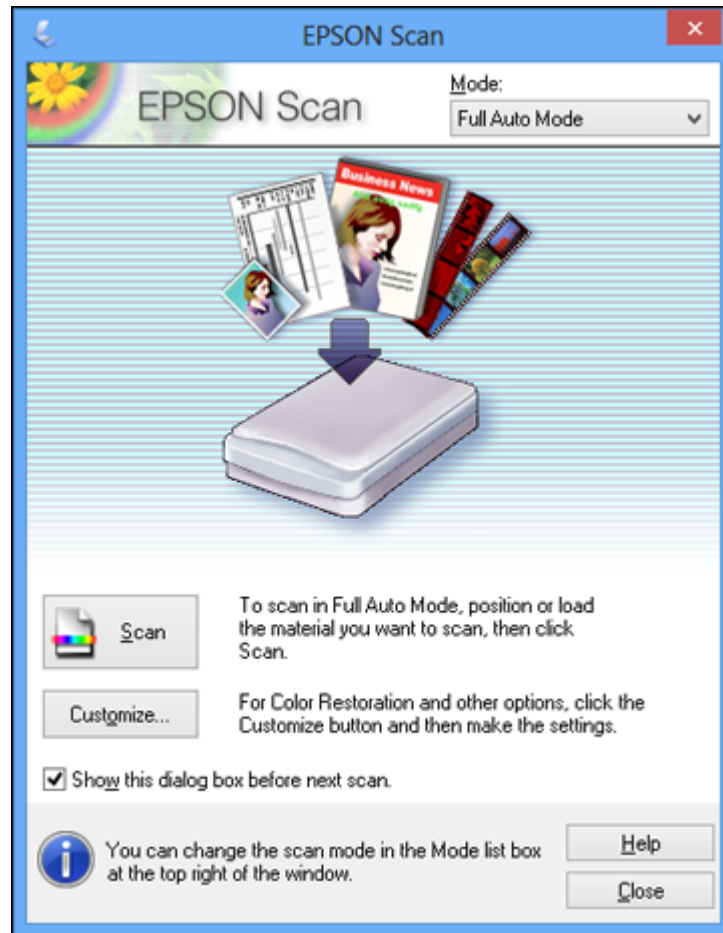 EPSON Scan
EPSON Scan
Mode:
Full Auto Mode
Business News
Scan
To scan in Full Auto Mode, position or load
the material you want to scan, then click
Scan.
Customize...
For Color Restoration and other options, click the
Customize button and then make the settings.
Show this dialog box before next scan.
You can change the scan mode in the Mode list box
at the top right of the window.
Help
Close